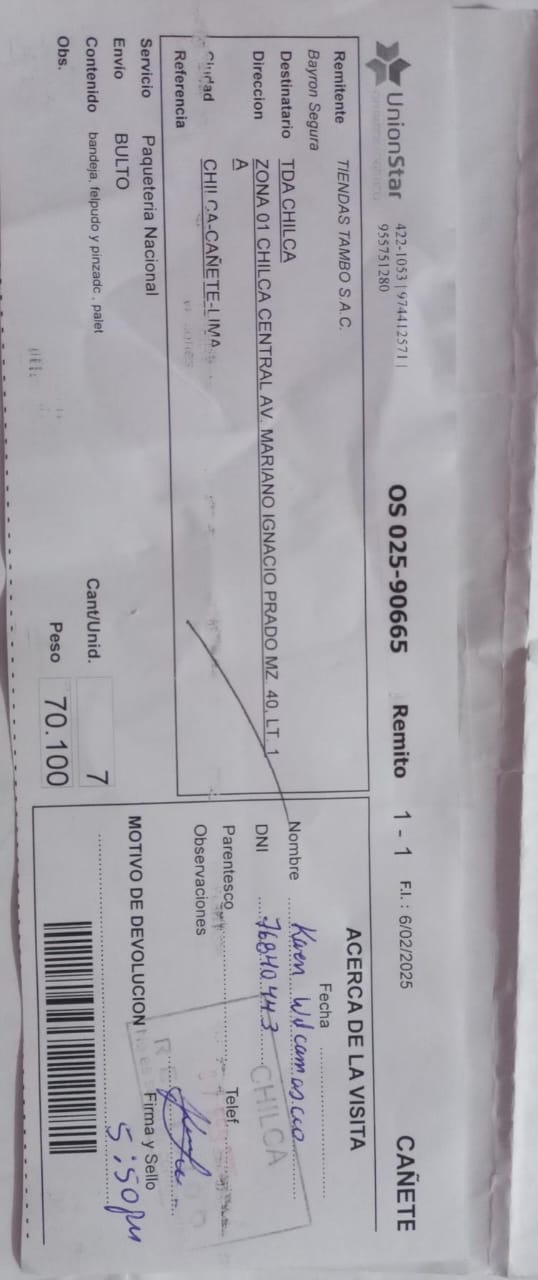 UnionStar
422-1053 | 974412571 |
955751280
OS 025-90665 Remito 1 - 1 F.I.: 6/02/2025 CAÑETE
Remitente TIENDAS TAMBO S.A.C.
Bayron Segura
Destinatario TDA CHILCA
Direccion ZONA 01 CHILCA CENTRAL AV. MARIANO IGNACIO PRADO MZ. 40, LT. 1
A
Ciudad CHILCA-CAÑETE-LIMA
Referencia
Servicio Paqueteria Nacional
Envío BULTO
Contenido bandeja, felpudo y pinzadc , palet
Obs.
Cant/Unid. 7
Peso 70.100
ACERCA DE LA VISITA
Fecha
Nombre Keren Vilcamascco
DNI 76840443
Parentesco Telef
Observaciones
CHILCA
MOTIVO DE DEVOLUCION Firma y Sello
5:50pm